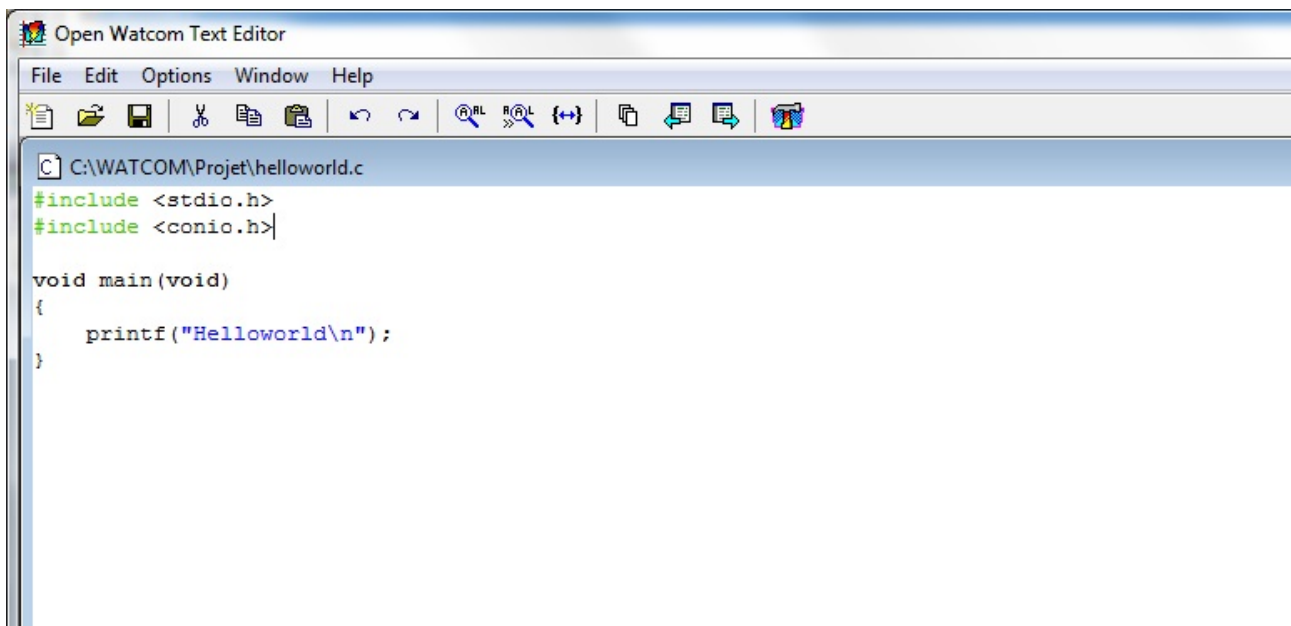 Open Watcom Text Editor
File Edit Options Window Help
C:\WATCOM\Projet\helloworld.c
#include <stdio.h>
#include <conio.h>
void main(void)
{
    printf("Helloworld\n");
}